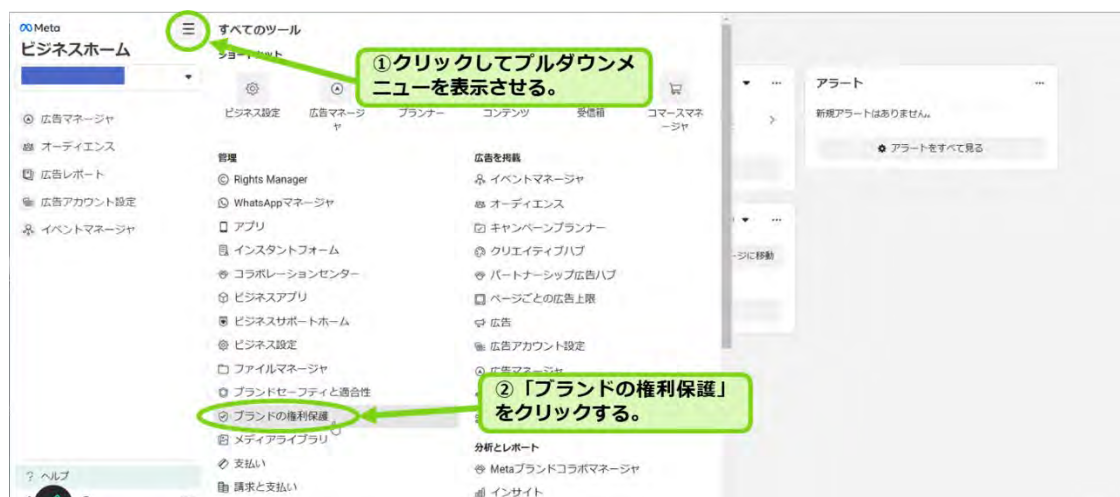 Meta
ビジネスホーム
すべてのツール
①クリックしてプルダウンメ
ニューを表示させる。
ビジネス設定
広告マネージ
ャ
プランナー
コンテンツ
受信箱
コマースマネ
ージャ
広告マネージャ
オーディエンス
広告レポート
広告アカウント設定
イベントマネージャ
管理
Rights Manager
WhatsAppマネージャ
アプリ
インスタントフォーム
コラボレーションセンター
ビジネスアプリ
ビジネスサポートホーム
ビジネス設定
ファイルマネージャ
ブランドセーフティと適合性
ブランドの権利保護
メディアライブラリ
支払い
請求と支払い
広告を掲載
イベントマネージャ
オーディエンス
キャンペーンプランナー
クリエイティブハブ
パートナーシップ広告ハブ
ページごとの広告上限
広告
広告アカウント設定
広告マネージャ
②「ブランドの権利保護」
をクリックする。
分析とレポート
Metaブランドコラボマネージャ
インサイト
アラート
新規アラートはありません。
アラートをすべて見る
ージに移動
? ヘルプ